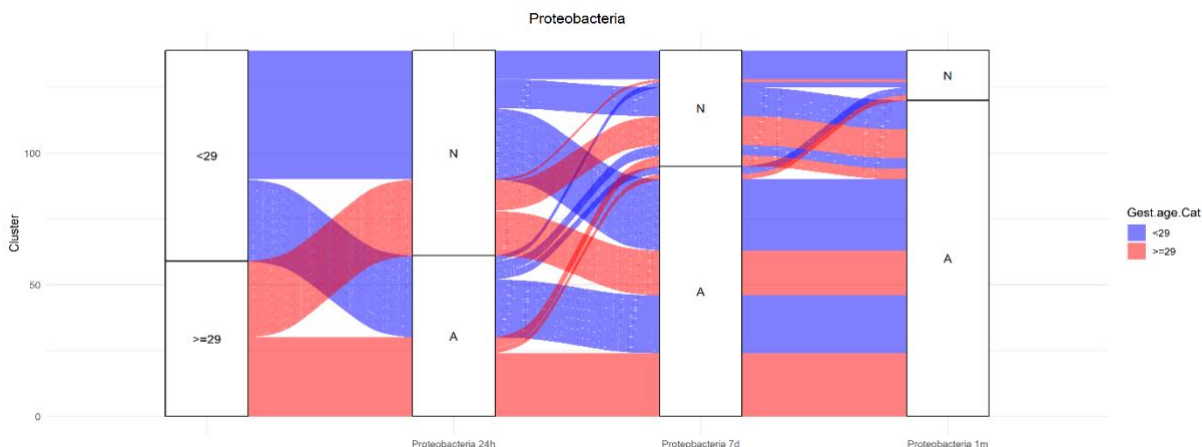 Proteobacteria
Cluster
100
50
0
<29
>=29
N
A
N
A
N
A
Proteobacteria 24h
Proteobacteria 7d
Proteobacteria 1m
Gest.age.Cat
<29
>=29